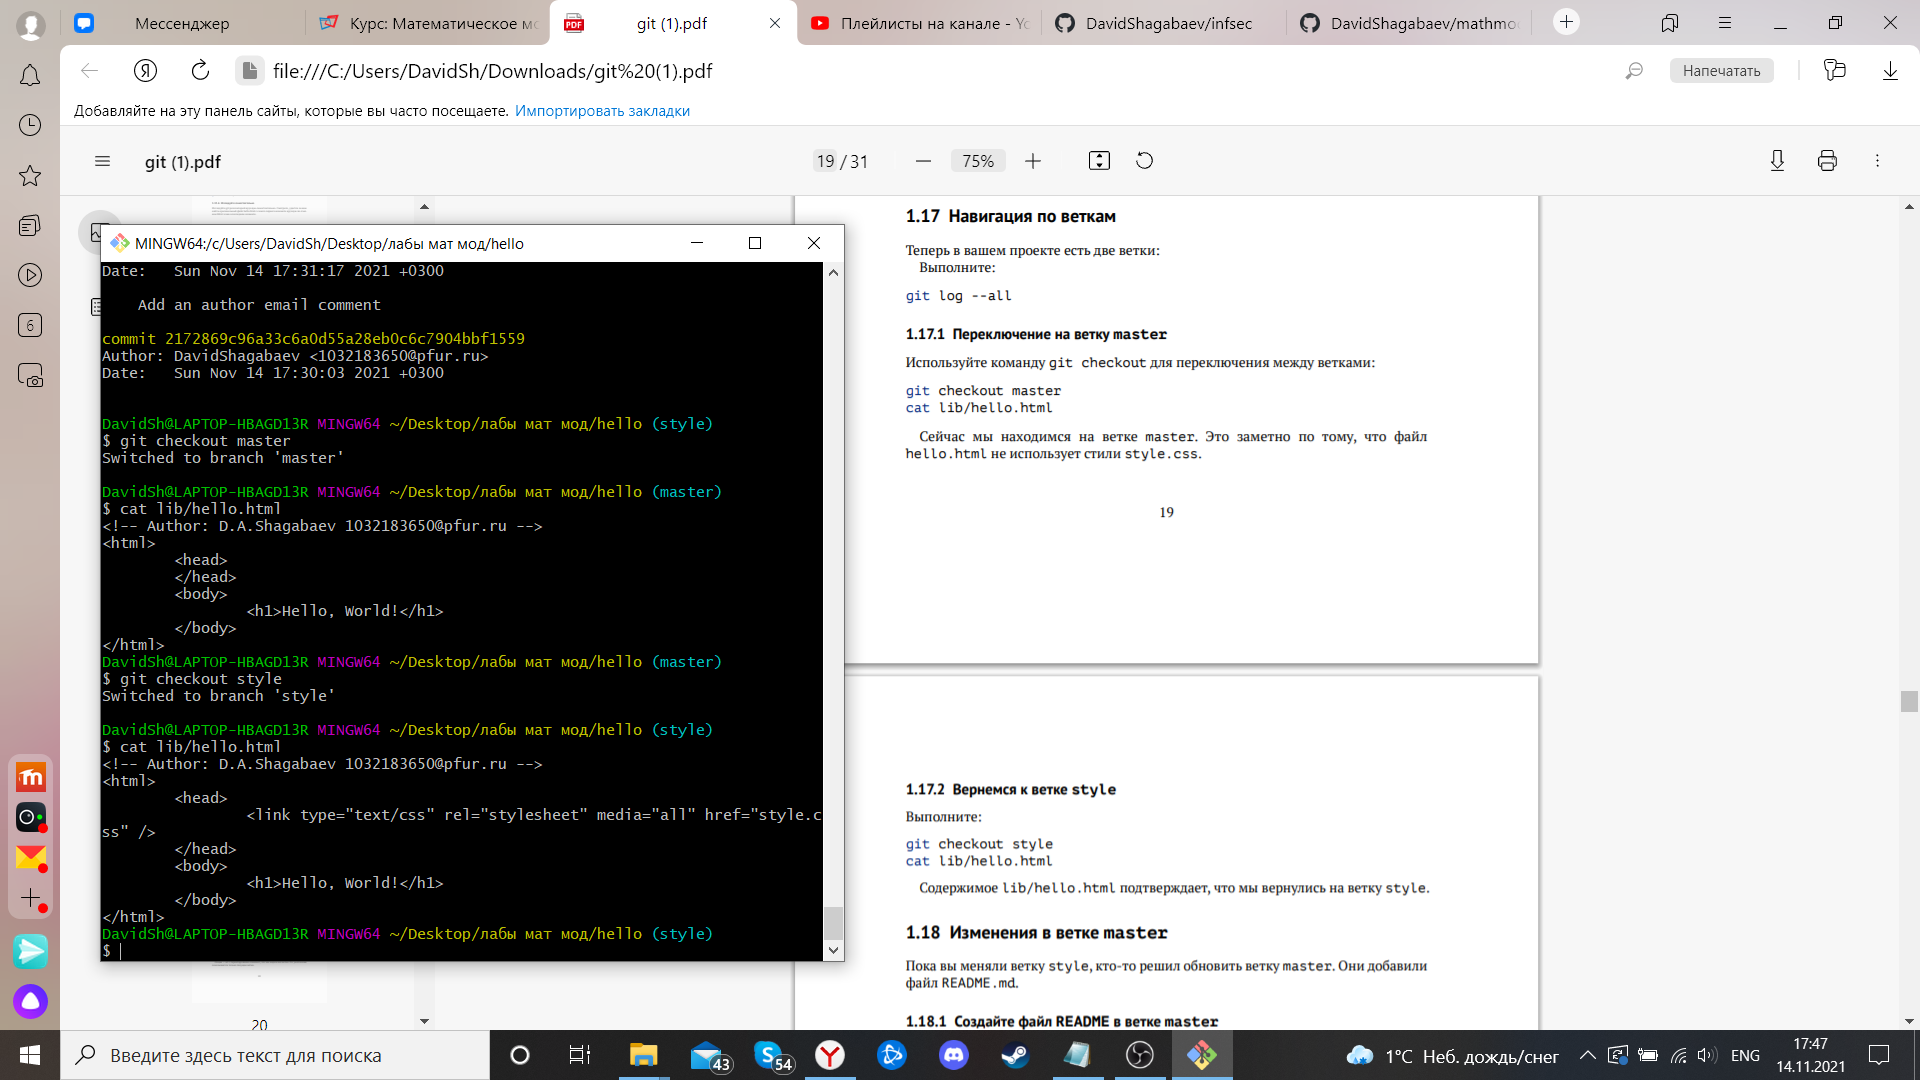 Мессенджер
Курс: Математическое мо
git (1).pdf
Плейлисты на канале - Yo
DavidShagabaev/infsec
DavidShagabaev/mathmo
file:///C:/Users/DavidSh/Downloads/git%20(1).pdf
Напечатать
Добавляйте на эту панель сайты, которые вы часто посещаете. Импортировать закладки
git (1).pdf
19 / 31
75%
6
MINGW64:/c/Users/DavidSh/Desktop/лабы мат мод/hello
Date:   Sun Nov 14 17:31:17 2021 +0300
Add an author email comment
commit 2172869c96a33c6a0d55a28eb0c6c7904bbf1559
Author: DavidShagabaev <1032183650@pfur.ru>
Date:   Sun Nov 14 17:30:03 2021 +0300
DavidSh@LAPTOP-HBAGD13R MINGW64 ~/Desktop/лабы мат мод/hello (style)
$ git checkout master
Switched to branch 'master'
DavidSh@LAPTOP-HBAGD13R MINGW64 ~/Desktop/лабы мат мод/hello (master)
$ cat lib/hello.html
<!-- Author: D.A.Shagabaev 1032183650@pfur.ru -->
<html>
<head>
</head>
<body>
<h1>Hello, World!</h1>
</body>
</html>
DavidSh@LAPTOP-HBAGD13R MINGW64 ~/Desktop/лабы мат мод/hello (master)
$ git checkout style
Switched to branch 'style'
DavidSh@LAPTOP-HBAGD13R MINGW64 ~/Desktop/лабы мат мод/hello (style)
$ cat lib/hello.html
<!-- Author: D.A.Shagabaev 1032183650@pfur.ru -->
<html>
<head>
<link type="text/css" rel="stylesheet" media="all" href="style.c
ss" />
</head>
<body>
<h1>Hello, World!</h1>
</body>
</html>
DavidSh@LAPTOP-HBAGD13R MINGW64 ~/Desktop/лабы мат мод/hello (style)
$
20
1.17 Навигация по веткам
Теперь в вашем проекте есть две ветки:
Выполните:
git log --all
1.17.1 Переключение на ветку master
Используйте команду git checkout для переключения между ветками:
git checkout master
cat lib/hello.html
Сейчас мы находимся на ветке master. Это заметно по тому, что файл
hello.html не использует стили style.css.
19
1.17.2 Вернемся к ветке style
Выполните:
git checkout style
cat lib/hello.html
Содержимое lib/hello.html подтверждает, что мы вернулись на ветку style.
1.18 Изменения в ветке master
Пока вы меняли ветку style, кто-то решил обновить ветку master. Они добавили
файл README.md.
1.18.1 Создайте файл README в ветке master
Введите здесь текст для поиска
43
54
1°C Неб. дождь/снег
ENG
17:47
14.11.2021